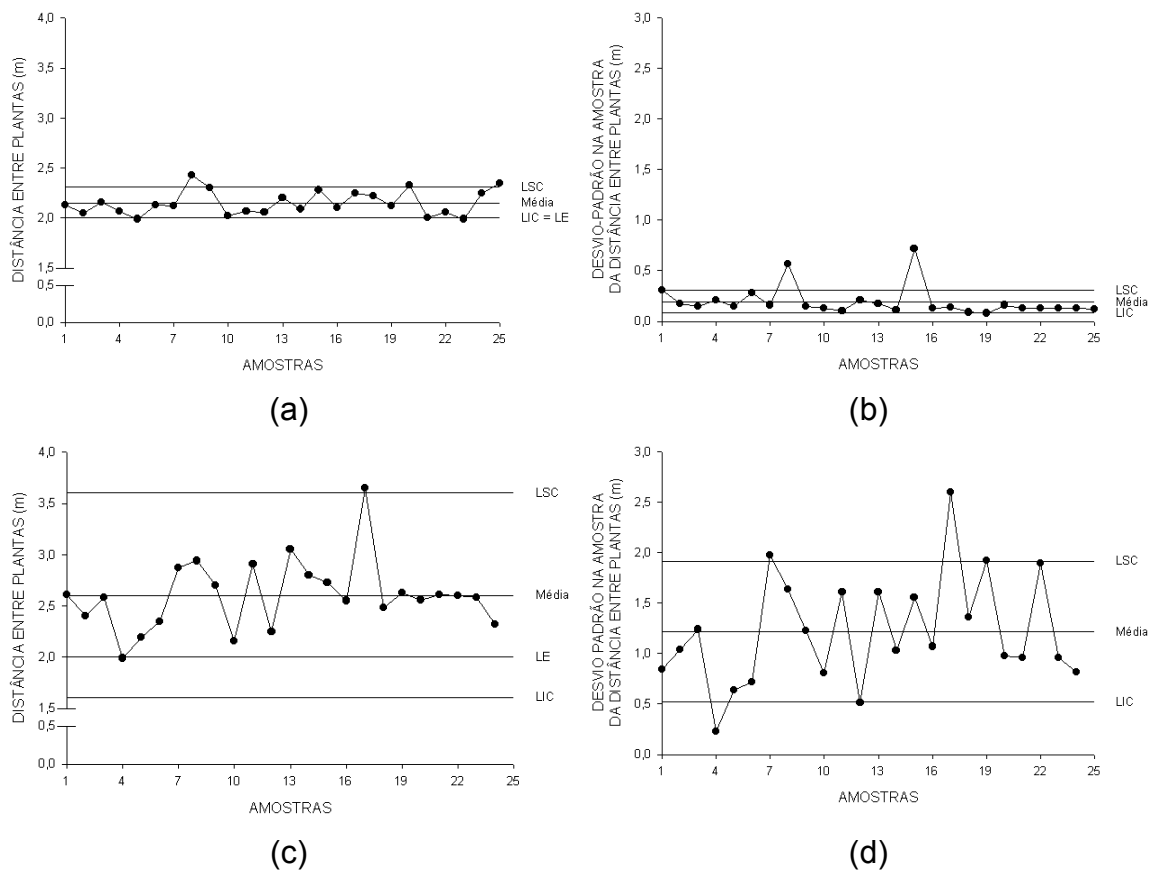 DISTÂNCIA ENTRE PLANTAS (m)
4,0
3,5
3,0
2,5
2,0
1,5
0,5
0,0
LSC
Média
LIC = LE
1 4 7 10 13 16 19 22 25
AMOSTRAS
(a)
DESVIO-PADRÃO NA AMOSTRA
DA DISTÂNCIA ENTRE PLANTAS (m)
3,0
2,5
2,0
1,5
1,0
0,5
0,0
LSC
Média
LIC
1 4 7 10 13 16 19 22 25
AMOSTRAS
(b)
DISTÂNCIA ENTRE PLANTAS (m)
4,0
3,5
3,0
2,5
2,0
1,5
0,5
0,0
LSC
Média
LE
LIC
1 4 7 10 13 16 19 22 25
AMOSTRAS
(c)
DESVIO PADRÃO NA AMOSTRA
DA DISTÂNCIA ENTRE PLANTAS (m)
3,0
2,5
2,0
1,5
1,0
0,5
0,0
LSC
Média
LIC
1 4 7 10 13 16 19 22 25
AMOSTRAS
(d)